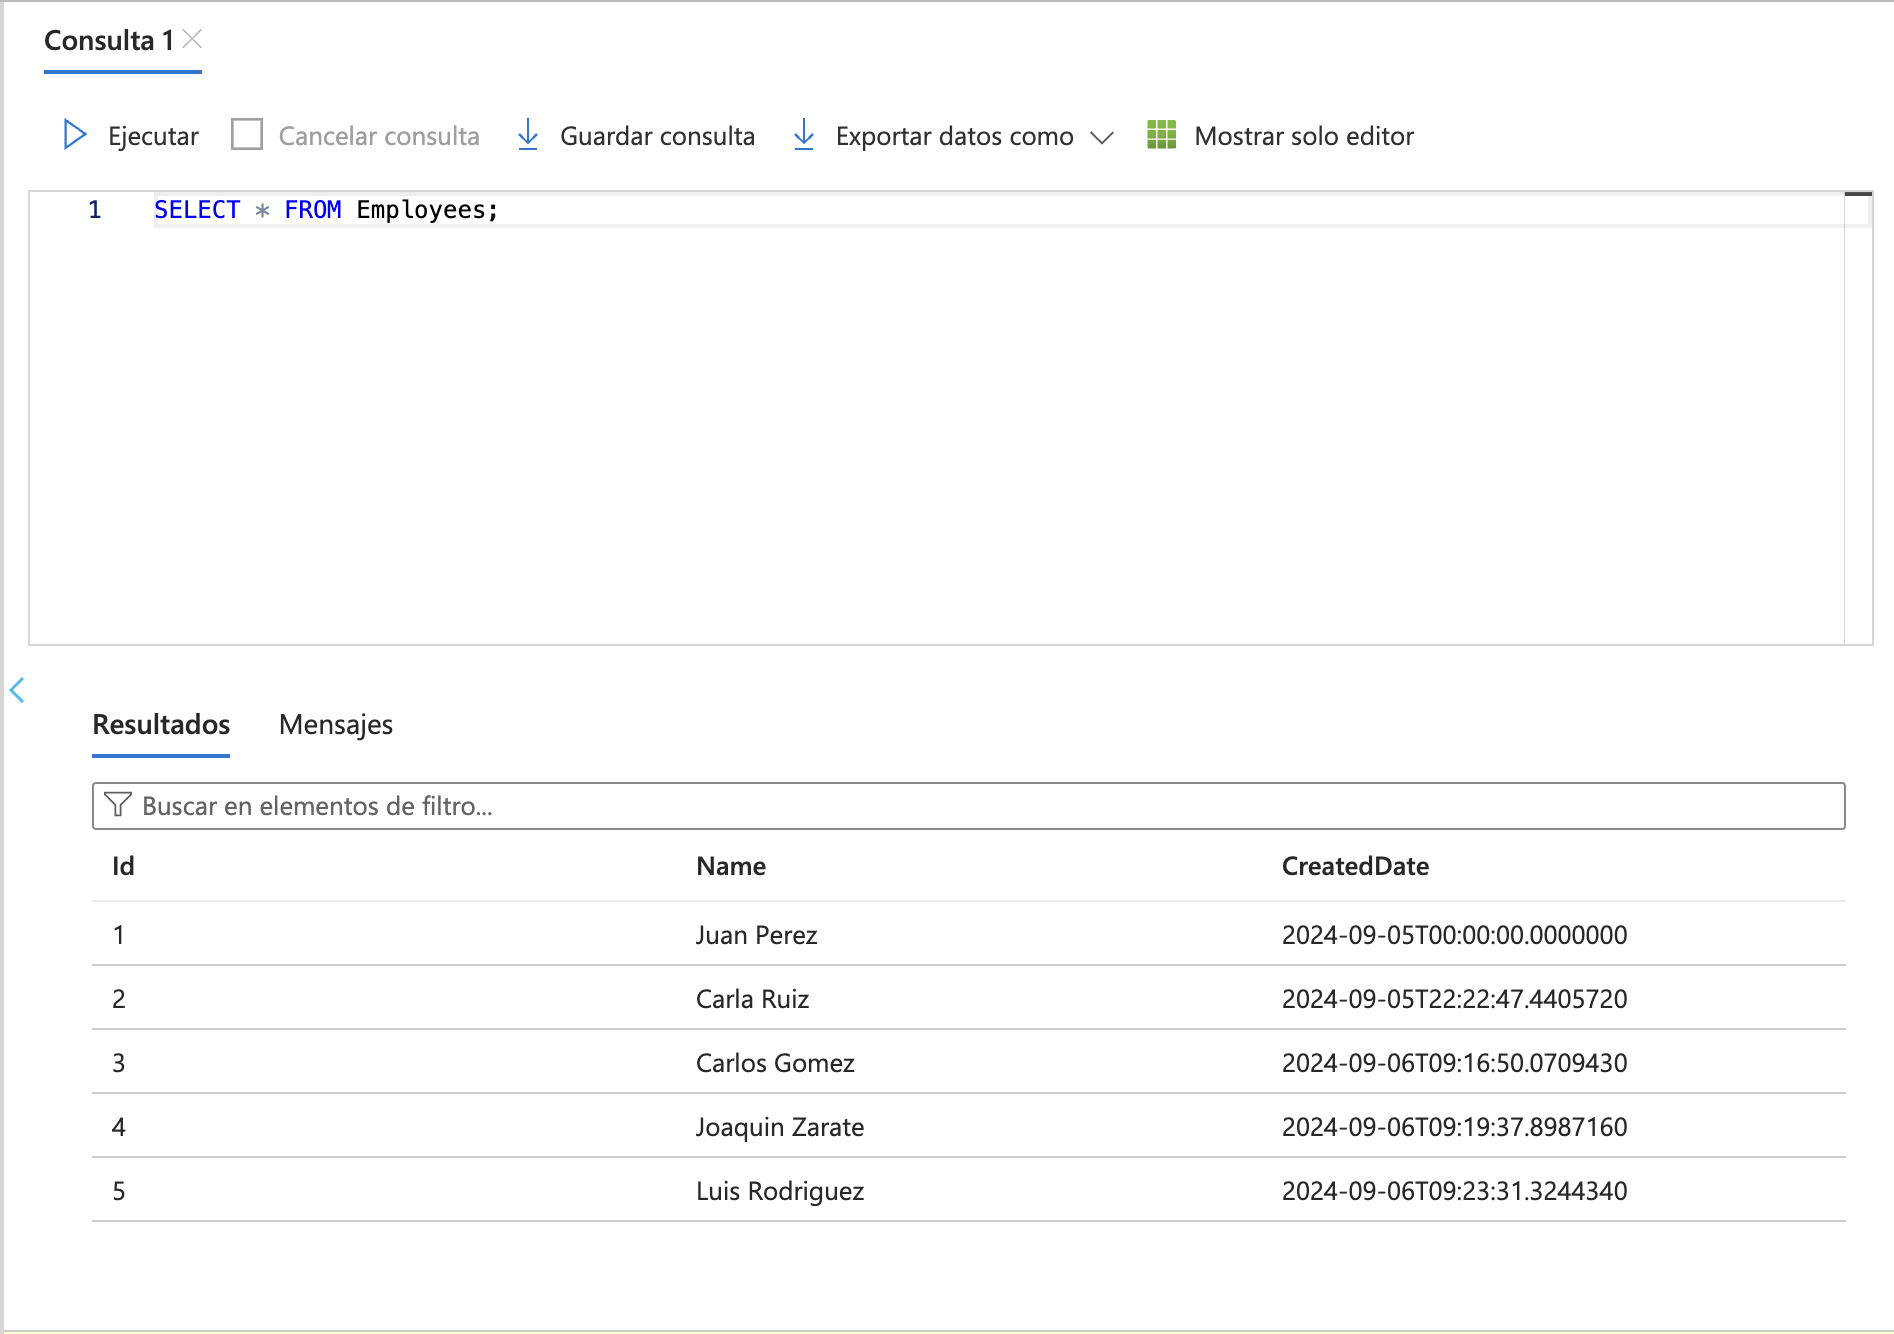 Consulta 1
Ejecutar Cancelar consulta Guardar consulta Exportar datos como Mostrar solo editor
1 SELECT * FROM Employees;
Resultados Mensajes
Buscar en elementos de filtro...
Id Name CreatedDate
1 Juan Perez 2024-09-05T00:00:00.0000000
2 Carla Ruiz 2024-09-05T22:22:47.4405720
3 Carlos Gomez 2024-09-06T09:16:50.0709430
4 Joaquin Zarate 2024-09-06T09:19:37.8987160
5 Luis Rodriguez 2024-09-06T09:23:31.3244340